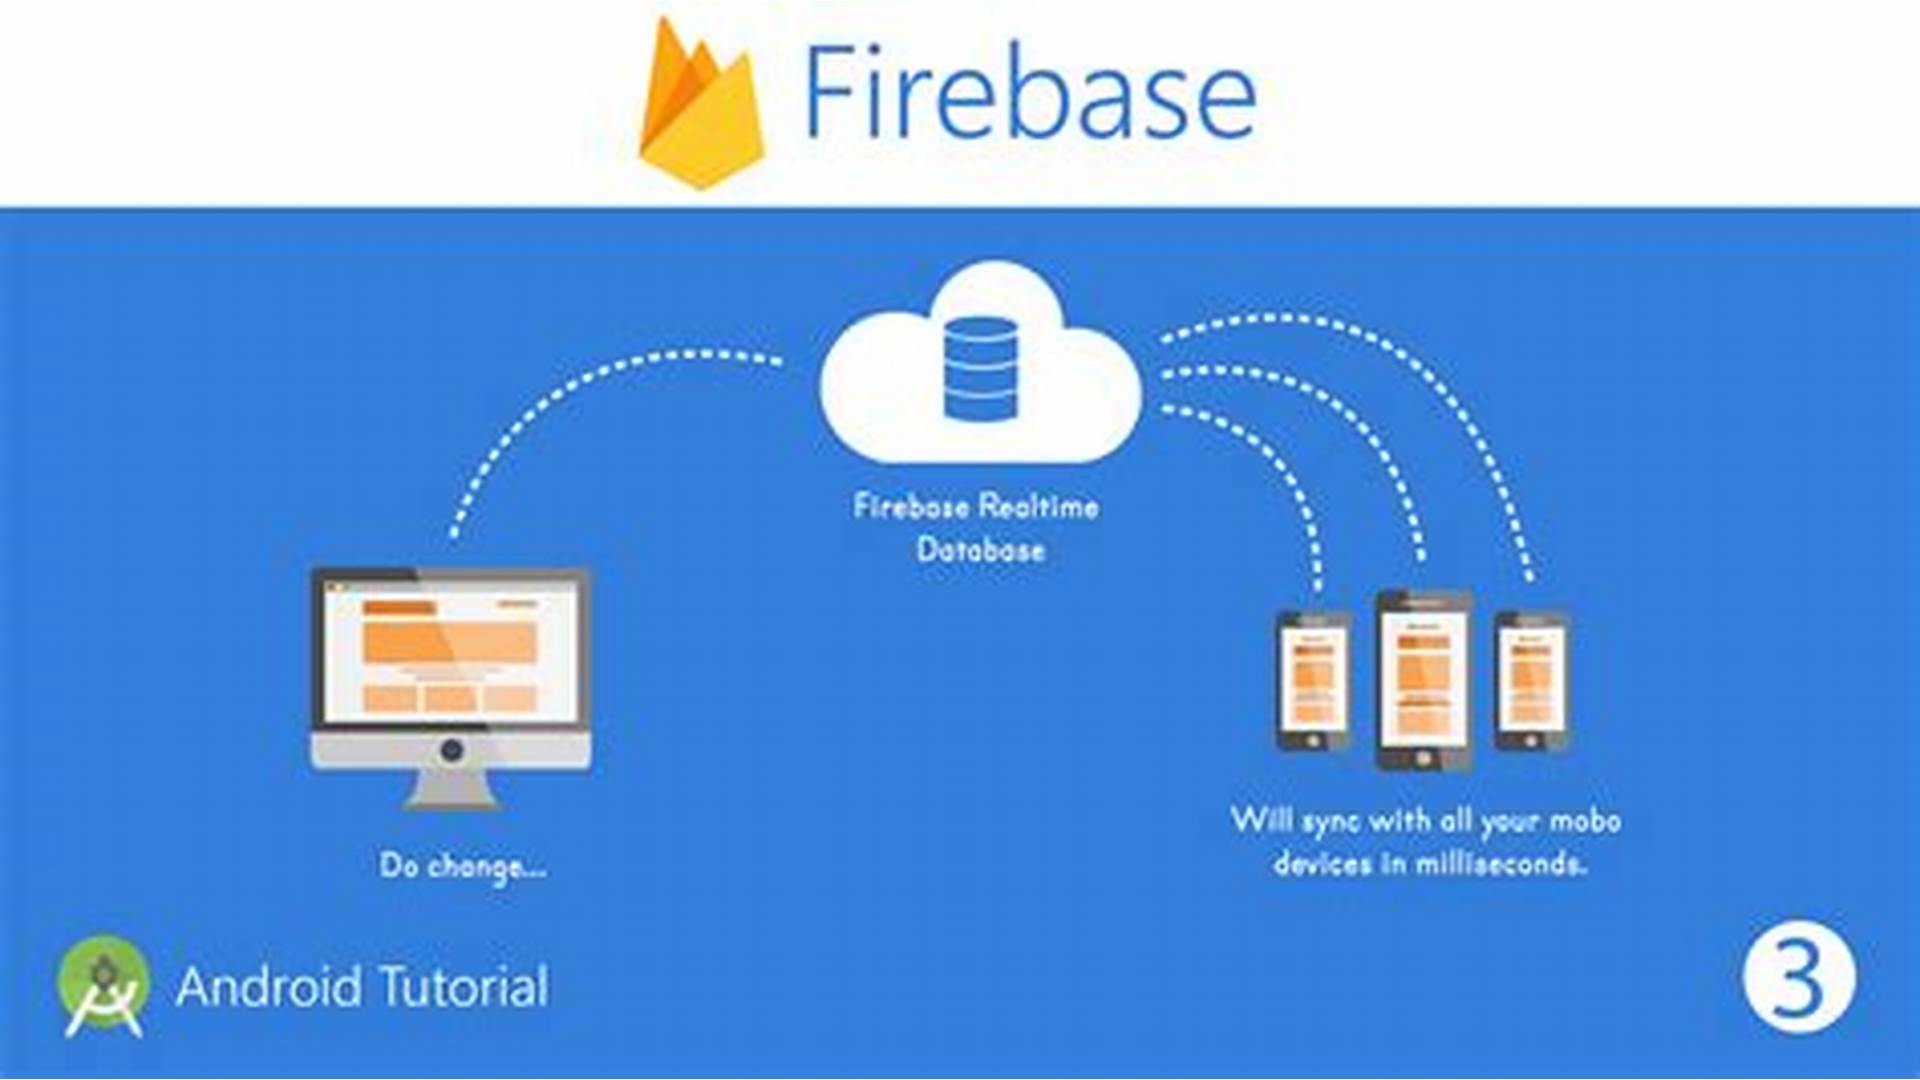 Firebase
Firebase Realtime
Database
Do change...
Will sync with all your mobo
devices in milliseconds.
Android Tutorial
3